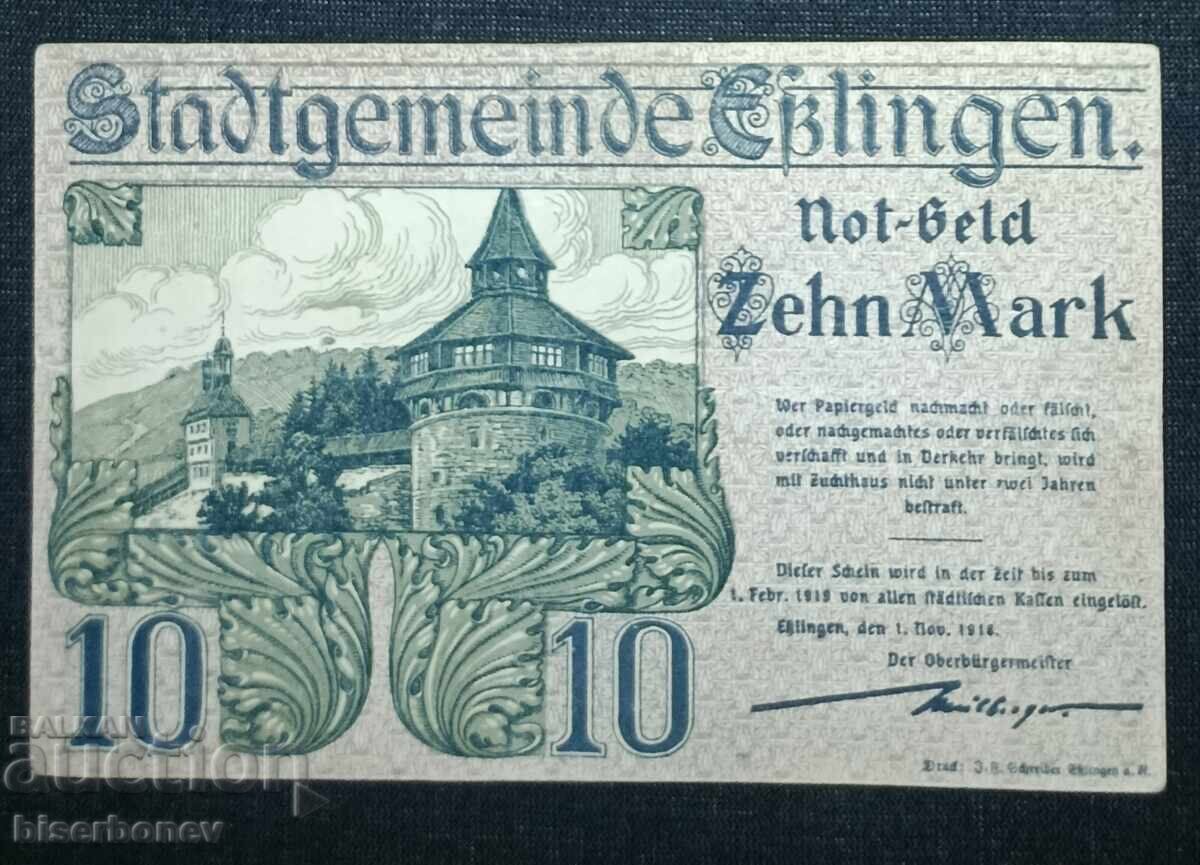 Stadtgemeinde Eßlingen.
Not-Geld
Zehn Mark
Wer Papiergeld nachmacht oder fälscht,
oder nachgemachtes oder verfälschtes sich
verschafft und in Verkehr bringt, wird
mit Zuchthaus nicht unter zwei Jahren
bestraft.
Dieser Schein wird in der Zeit bis zum
1. Febr. 1919 von allen städtischen Kassen eingelöst.
Eßlingen, den 1. Nov. 1918.
Der Oberbürgermeister
10 10
Druck: J. F. Schreiber Eßlingen a. N.
BALKAN
auction
biserbonev